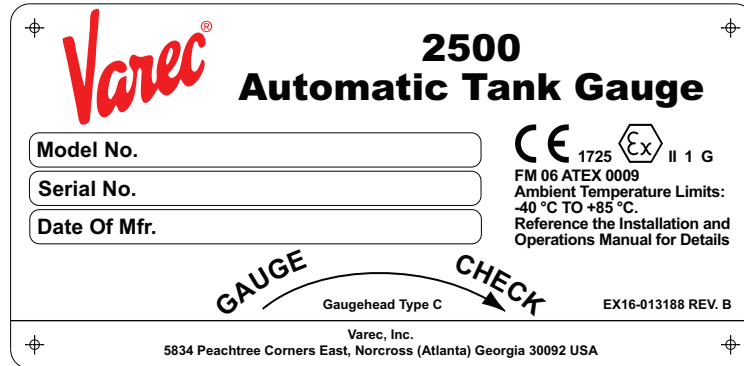 Varec®
2500
Automatic Tank Gauge
Model No.
Serial No.
Date Of Mfr.
CE 1725 Ex II 1 G
FM 06 ATEX 0009
Ambient Temperature Limits:
-40 °C TO +85 °C.
Reference the Installation and
Operations Manual for Details
GAUGE CHECK
Gaugehead Type C
EX16-013188 REV. B
Varec, Inc.
5834 Peachtree Corners East, Norcross (Atlanta) Georgia 30092 USA